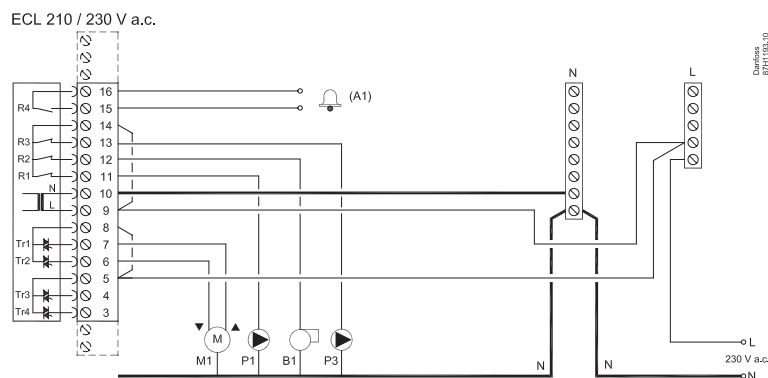 ECL 210 / 230 V a.c.
Danfoss
87H1193.10
N
L
16
(A1)
R4
15
14
R3
13
R2
12
R1
11
N
10
L
9
8
Tr1
7
Tr2
6
5
Tr3
4
Tr4
3
M
M1
P1
B1
P3
N
N
L
230 V a.c.
N